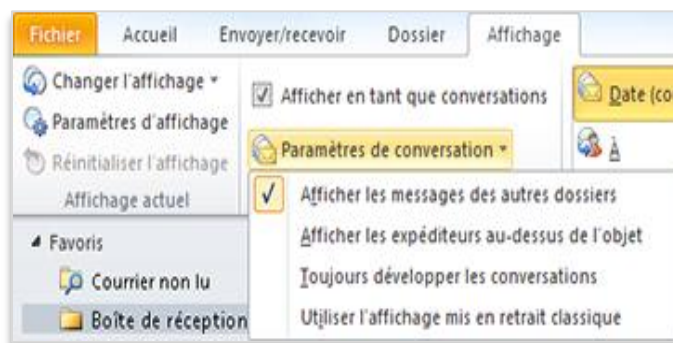 Fichier Accueil Envoyer/recevoir Dossier Affichage
Changer l'affichage
Paramètres d'affichage
Réinitialiser l'affichage
Affichage actuel
Afficher en tant que conversations
Paramètres de conversation
Date (co
À
Afficher les messages des autres dossiers
Afficher les expéditeurs au-dessus de l'objet
Toujours développer les conversations
Utiliser l'affichage mis en retrait classique
Favoris
Courrier non lu
Boîte de réception